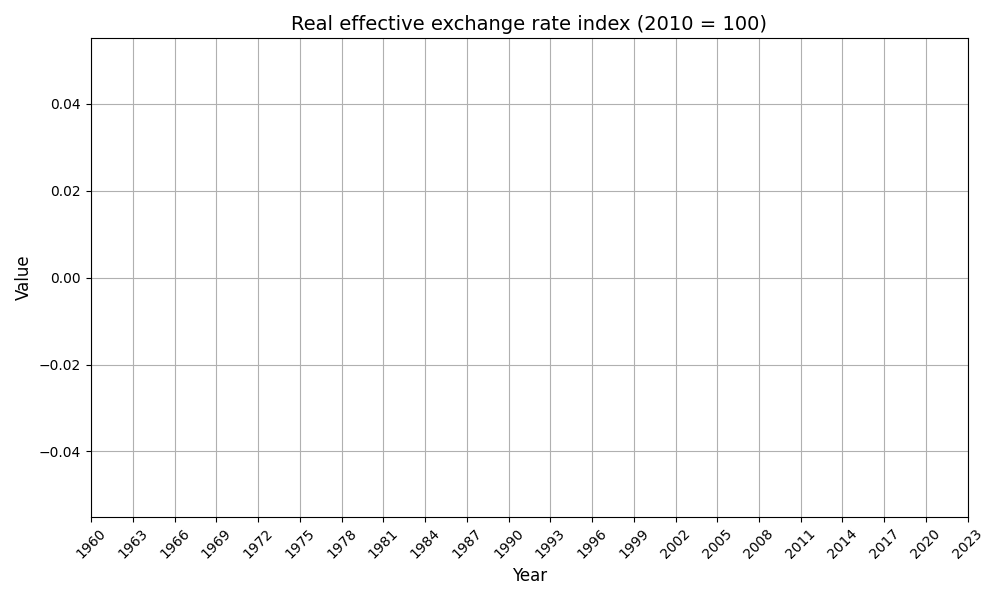 Real effective exchange rate index (2010 = 100)
Value
0.04
0.02
0.00
−0.02
−0.04
1960 1963 1966 1969 1972 1975 1978 1981 1984 1987 1990 1993 1996 1999 2002 2005 2008 2011 2014 2017 2020 2023
Year